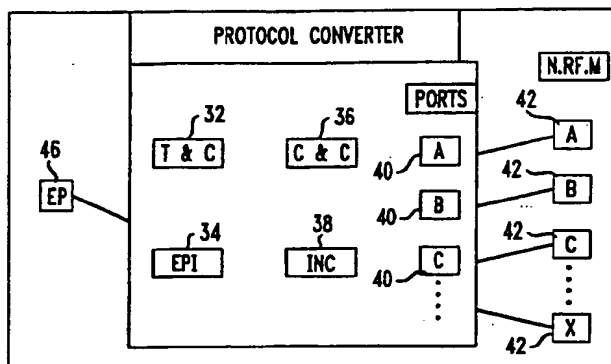 PROTOCOL CONVERTER
N.RF.M
PORTS
32
36
42
T & C
C & C
40
A
A
46
EP
40
B
42
B
34
38
42
EPI
INC
40
C
C
42
X